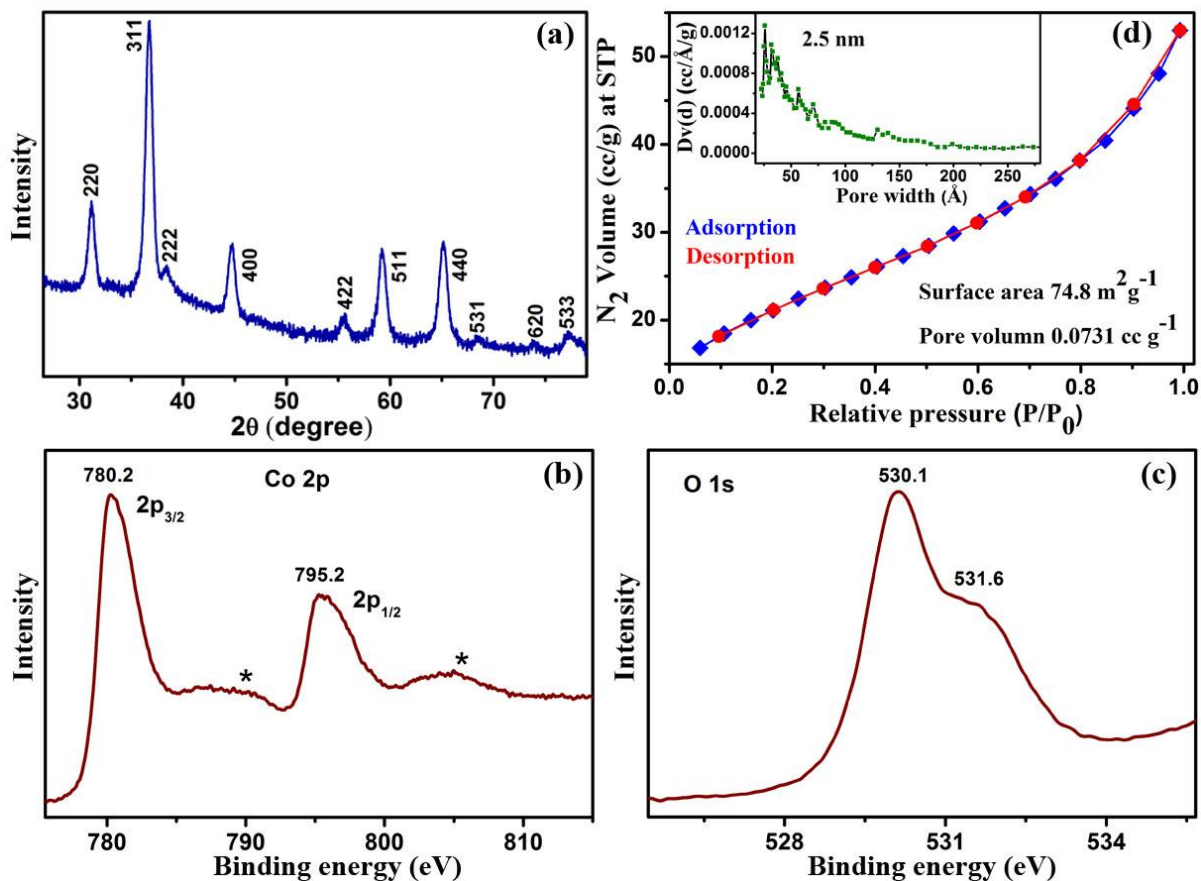 (a)
311
220
222
400
422
511
440
531
620
533
Intensity
30 40 50 60 70
2θ (degree)
(d)
2.5 nm
0.0012
0.0008
0.0004
0.0000
Dv(d) (cc/Å/g)
50 100 150 200 250
Pore width (Å)
N2 Volume (cc/g) at STP
50
40
30
20
Adsorption
Desorption
Surface area 74.8 m²g⁻¹
Pore volumn 0.0731 cc g⁻¹
0.0 0.2 0.4 0.6 0.8 1.0
Relative pressure (P/P0)
(b)
Co 2p
780.2
2p3/2
795.2
2p1/2
*
*
Intensity
780 790 800 810
Binding energy (eV)
(c)
O 1s
530.1
531.6
Intensity
528 531 534
Binding energy (eV)